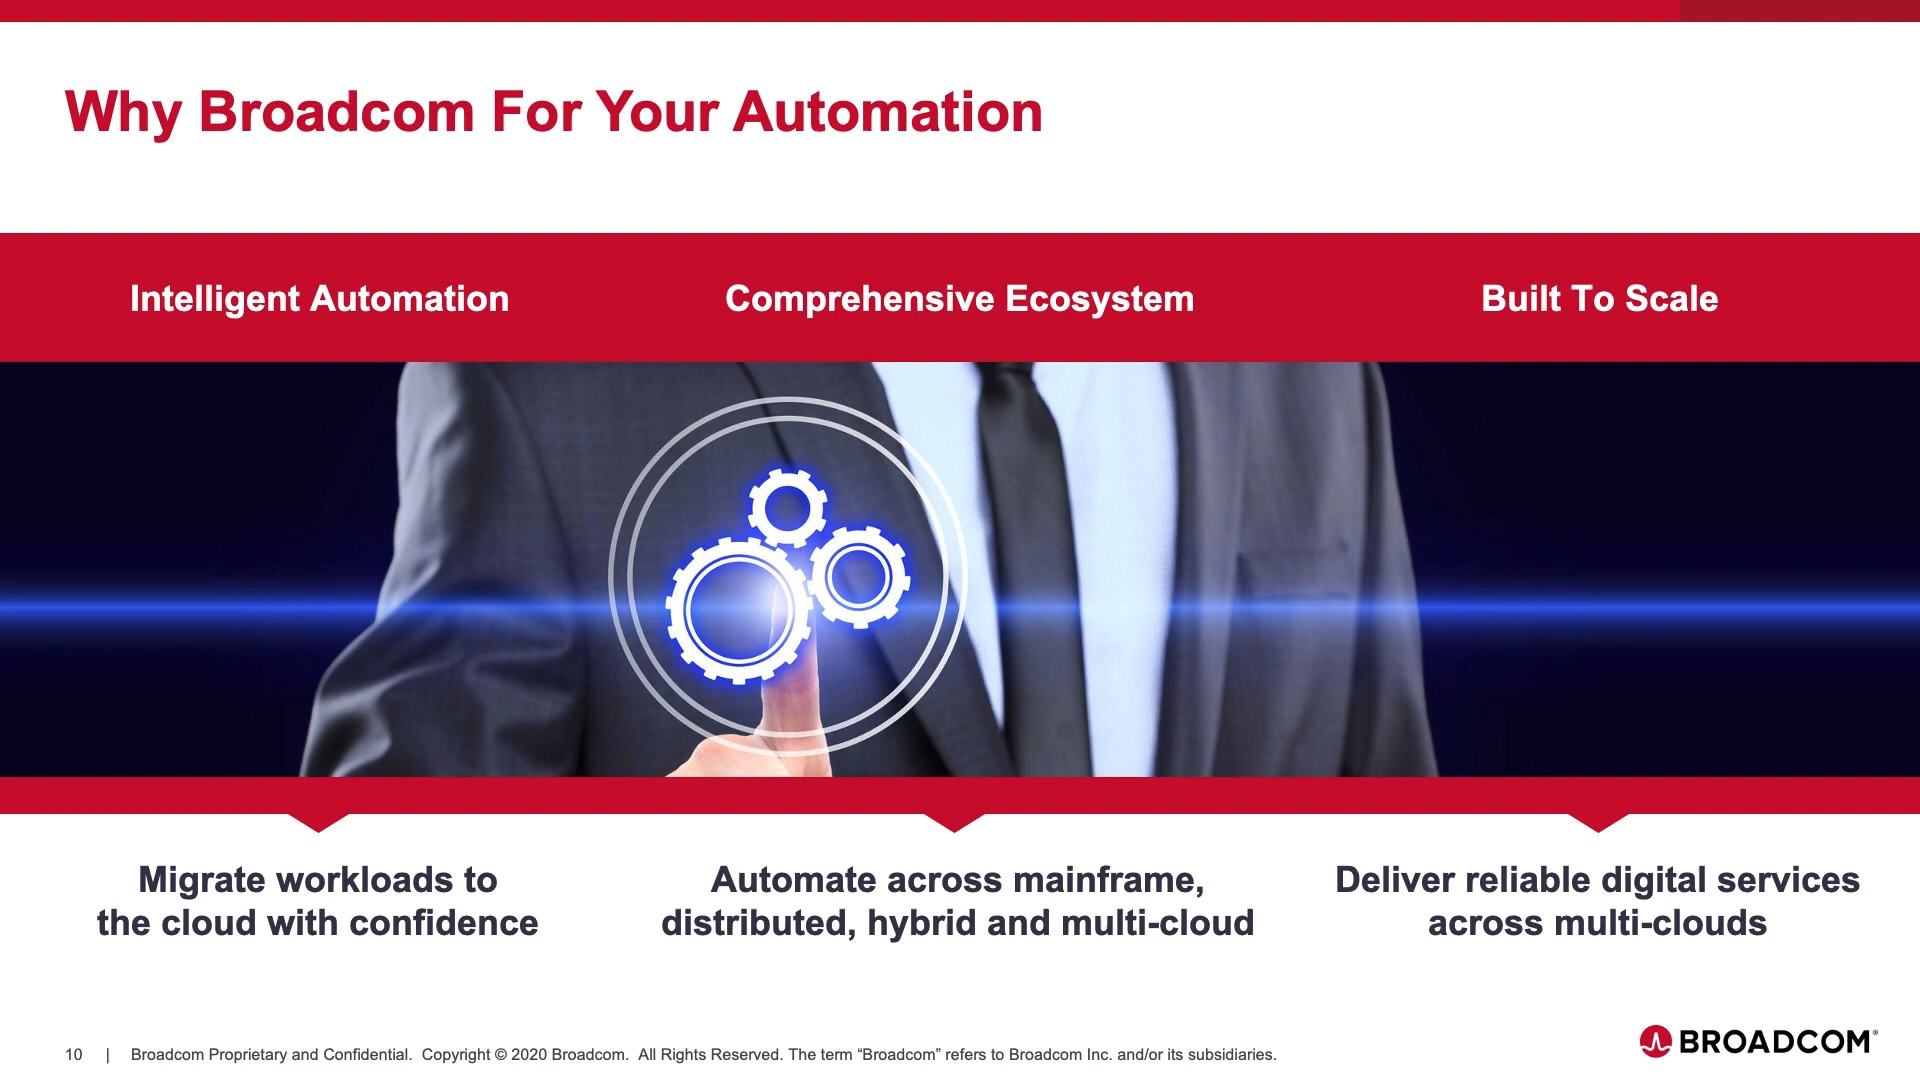 Why Broadcom For Your Automation
Intelligent Automation
Comprehensive Ecosystem
Built To Scale
Migrate workloads to
the cloud with confidence
Automate across mainframe,
distributed, hybrid and multi-cloud
Deliver reliable digital services
across multi-clouds
10 | Broadcom Proprietary and Confidential. Copyright © 2020 Broadcom. All Rights Reserved. The term “Broadcom” refers to Broadcom Inc. and/or its subsidiaries.
BROADCOM®